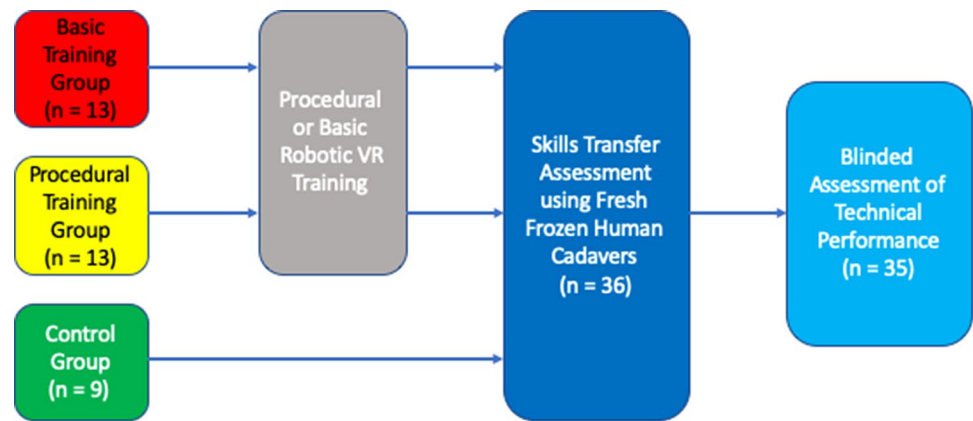 Basic
Training
Group
(n = 13)
Procedural
Training
Group
(n = 13)
Control
Group
(n = 9)
Procedural
or Basic
Robotic VR
Training
Skills Transfer
Assessment
using Fresh
Frozen Human
Cadavers
(n = 36)
Blinded
Assessment of
Technical
Performance
(n = 35)